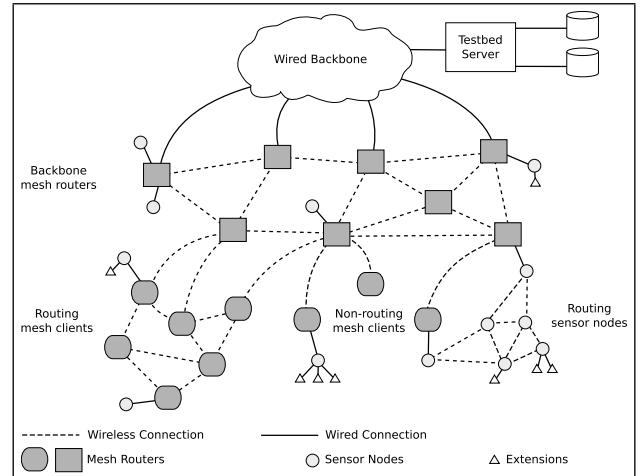 Wired Backbone
Testbed
Server
Backbone
mesh routers
Routing
mesh clients
Non-routing
mesh clients
Routing
sensor nodes
Wireless Connection
Wired Connection
Mesh Routers
Sensor Nodes
Extensions